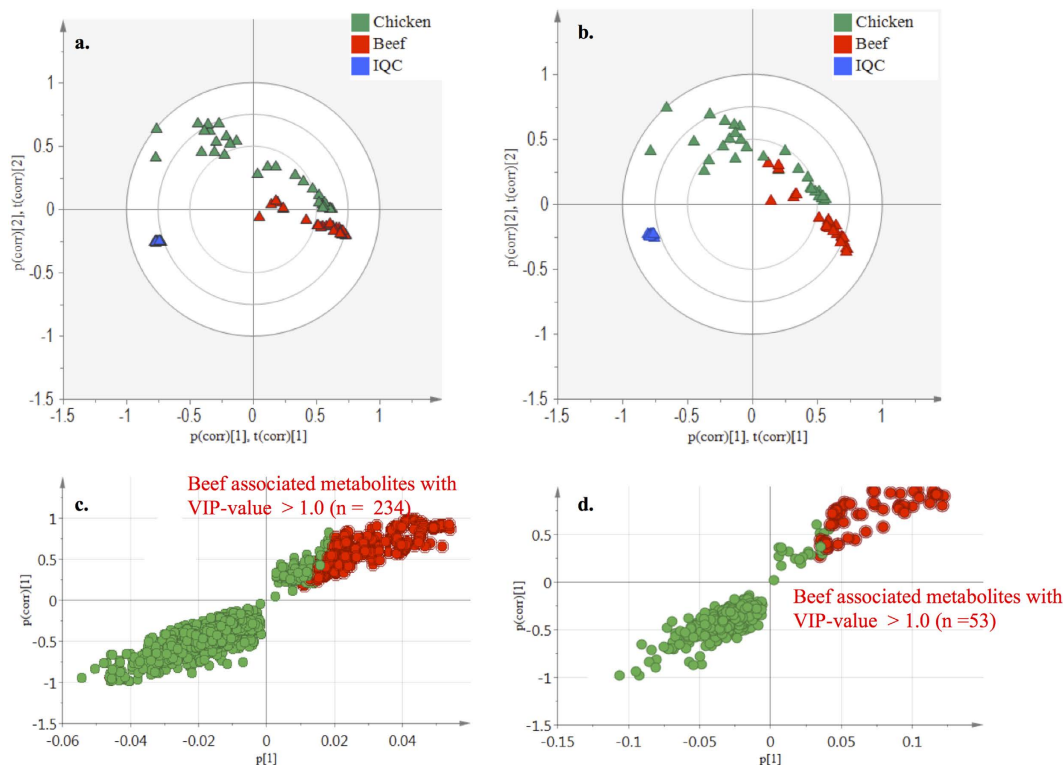 a.
Chicken
Beef
IQC
1
0.5
0
-0.5
-1
-1.5
-1.5 -1 -0.5 0 0.5 1
p(corr)[1], t(corr)[1]
p(corr)[2], t(corr)[2]
b.
Chicken
Beef
IQC
1
0.5
0
-0.5
-1
-1.5
-1.5 -1 -0.5 0 0.5 1
p(corr)[1], t(corr)[1]
p(corr)[2], t(corr)[2]
c.
Beef associated metabolites with
VIP-value > 1.0 (n = 234)
1
0.5
0
-0.5
-1
-1.5
-0.06 -0.04 -0.02 0 0.02 0.04
p[1]
p(corr)[1]
d.
Beef associated metabolites with
VIP-value > 1.0 (n =53)
0.5
0
-0.5
-1
-1.5
-0.15 -0.1 -0.05 0 0.05 0.1
p[1]
p(corr)[1]